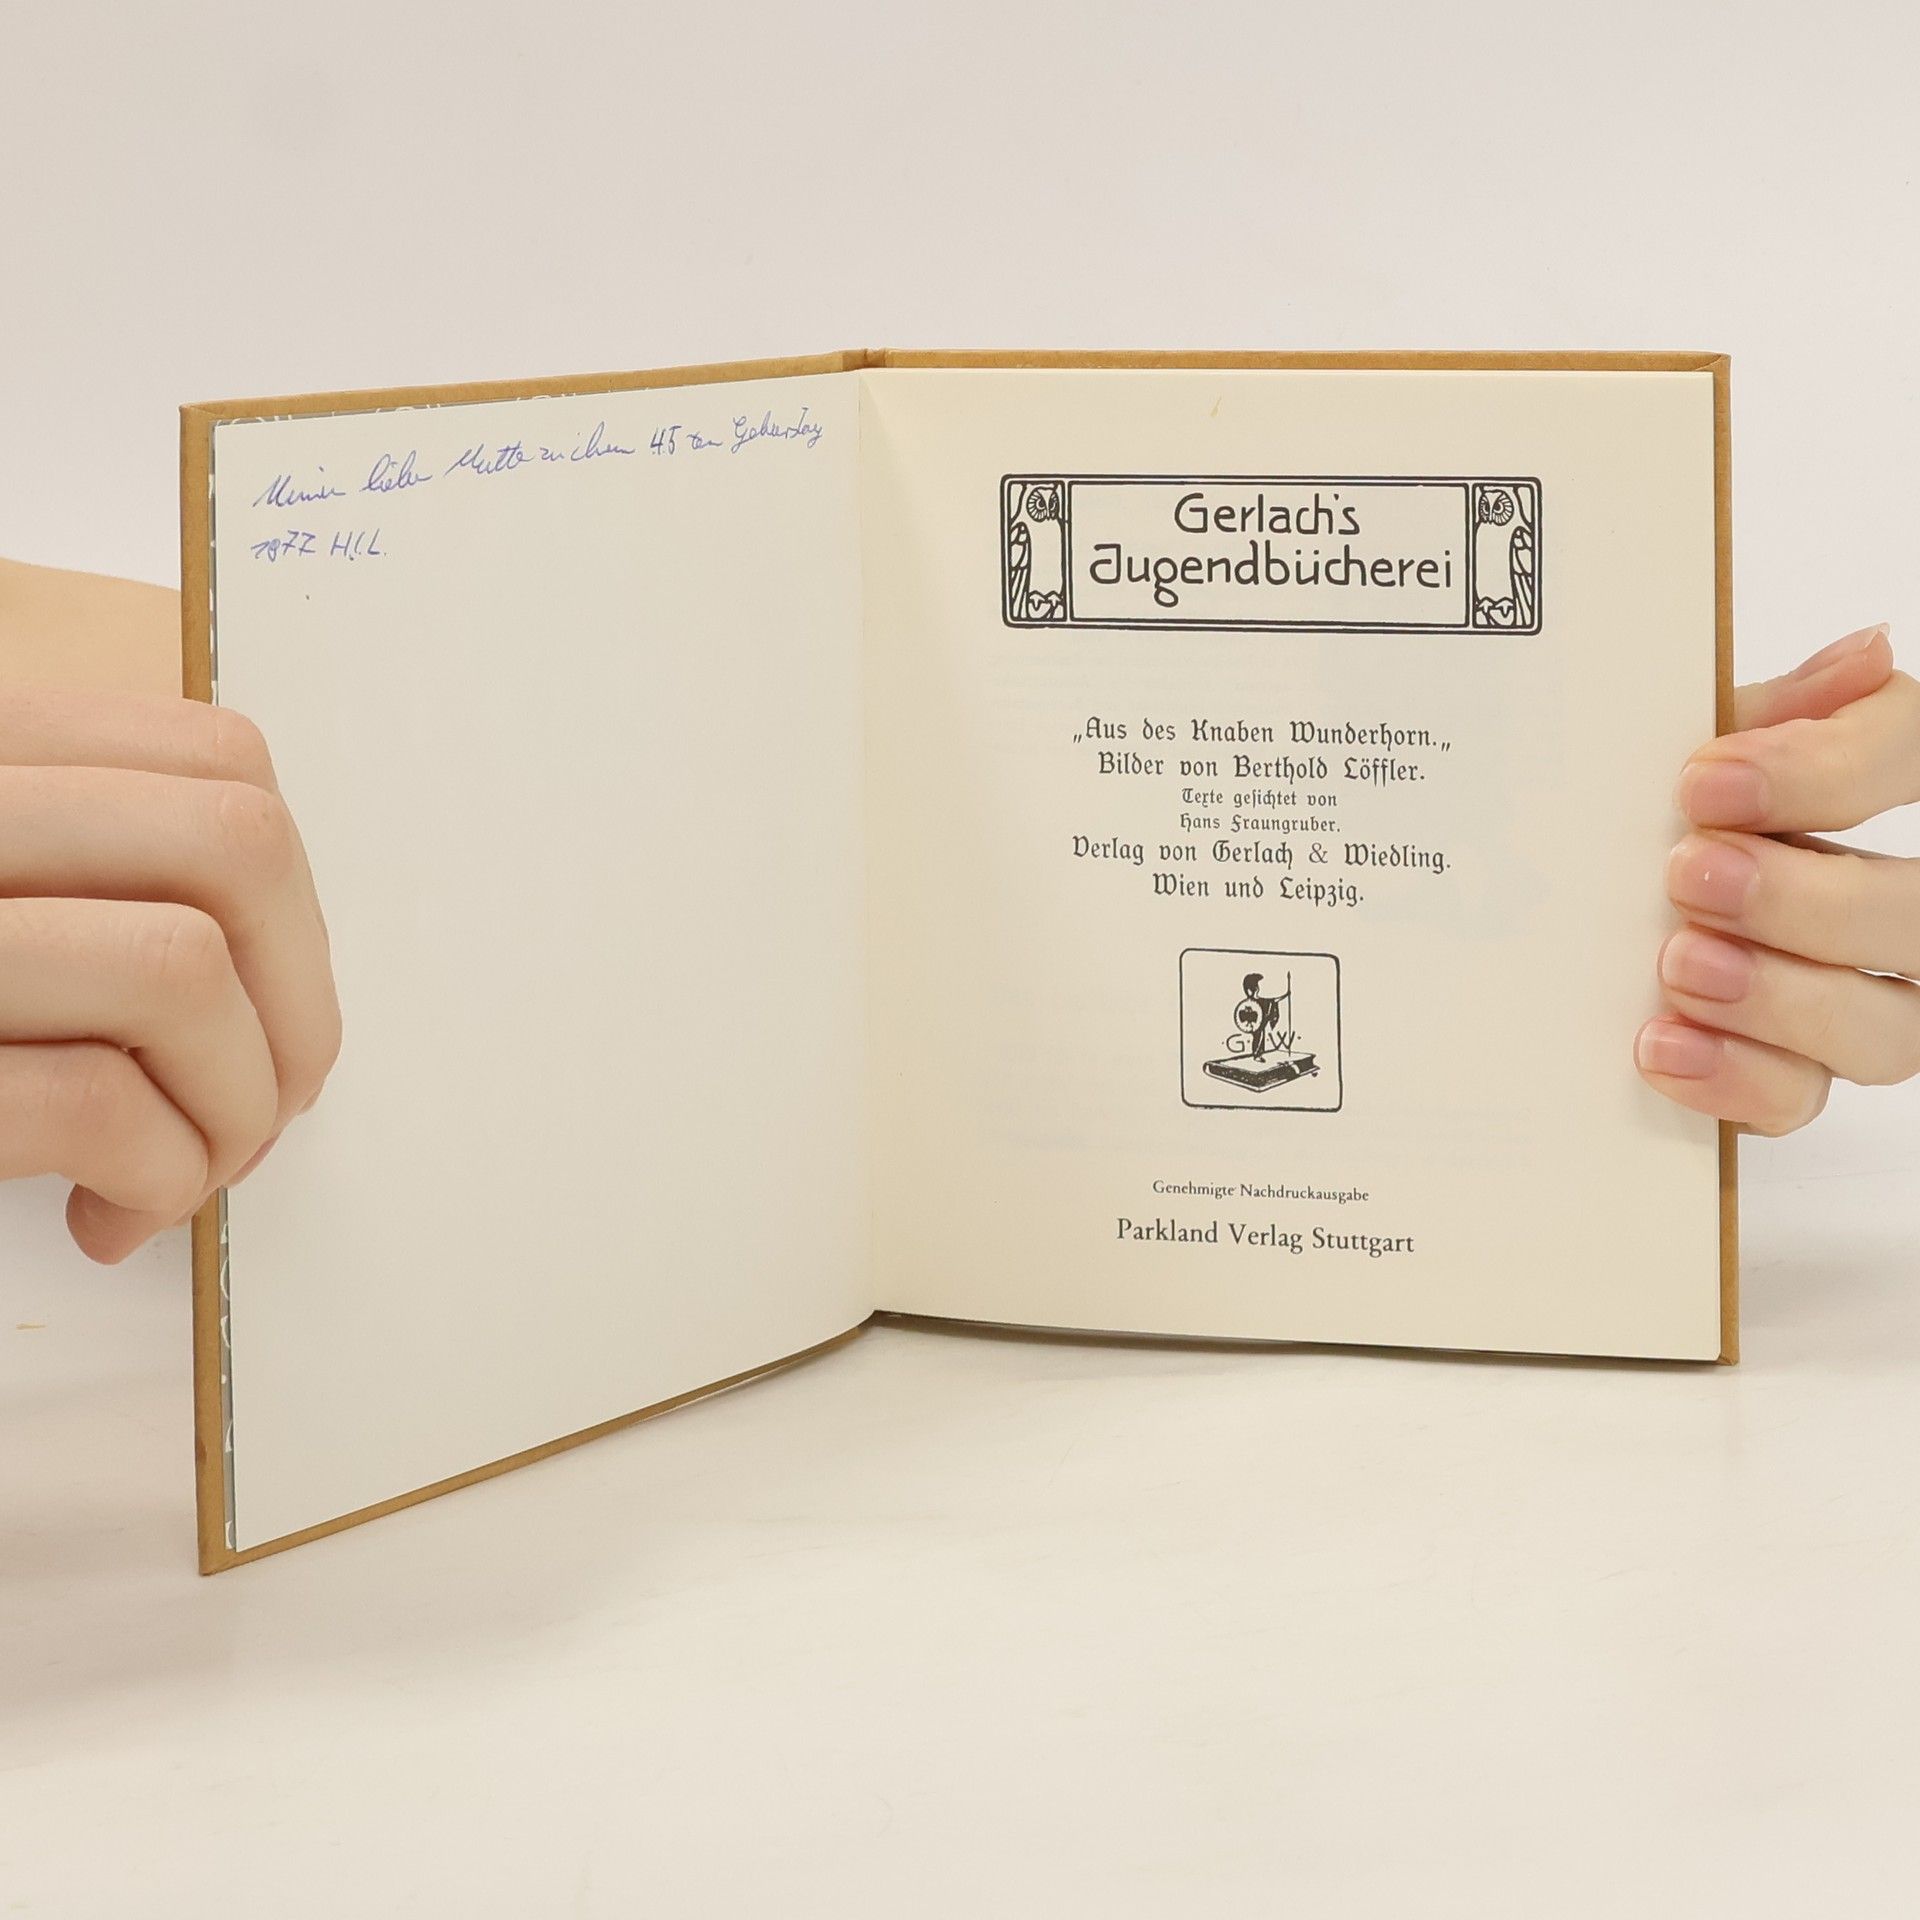 Meiner lieben Mutter zu ihrem 45 ten Geburtstag
1977 H.I.L.
Gerlach's
Jugendbücherei
„Aus des Knaben Wunderhorn.„
Bilder von Berthold Löffler.
Texte gesichtet von
Hans Fraungruber.
Verlag von Gerlach & Wiedling.
Wien und Leipzig.
·G· ·W·
Genehmigte Nachdruckausgabe
Parkland Verlag Stuttgart